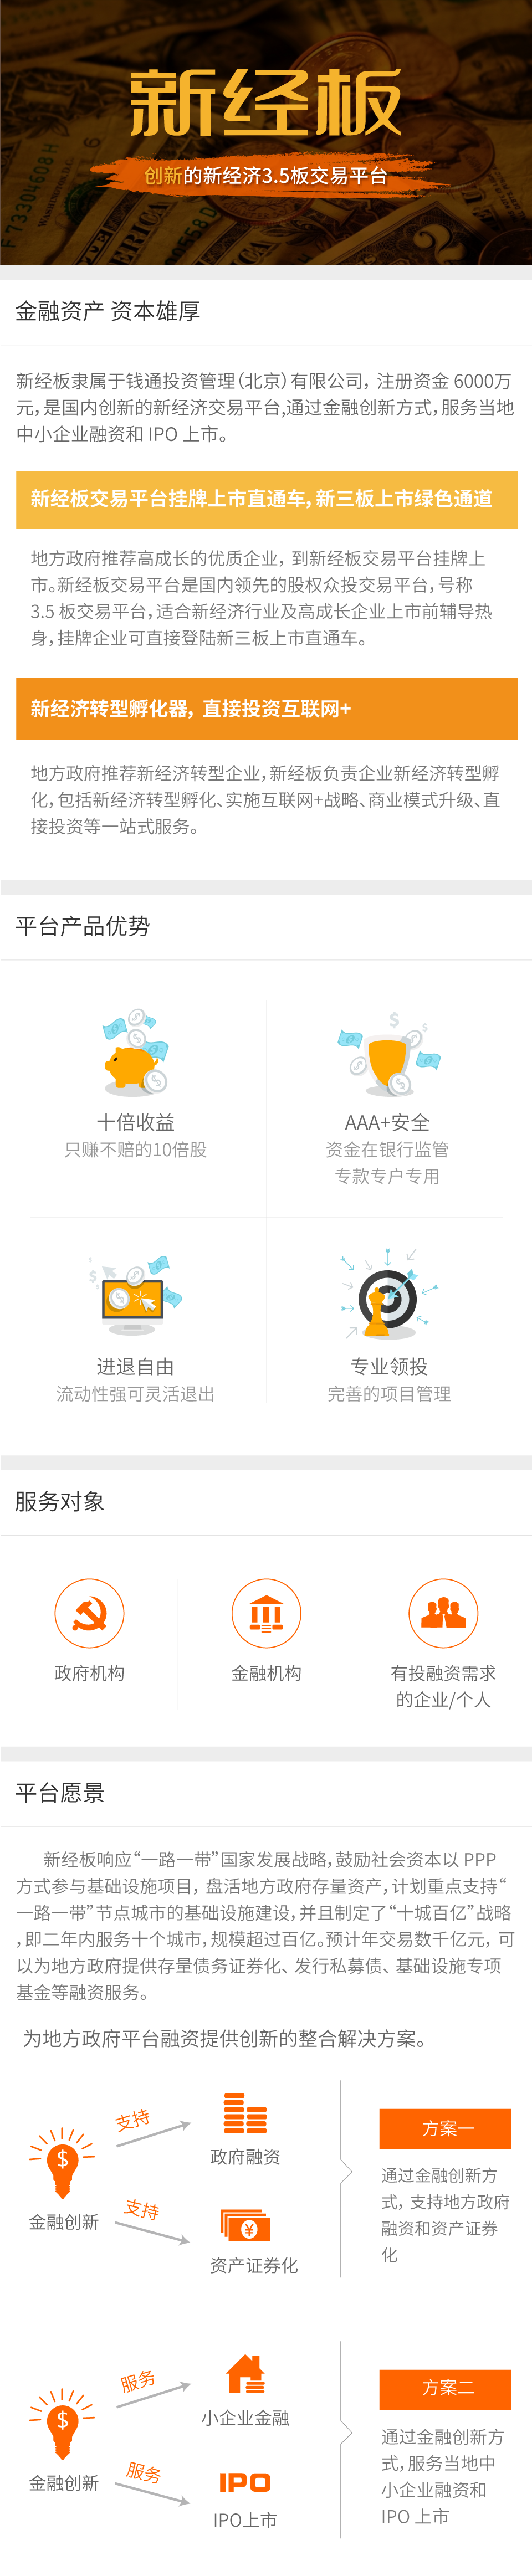 新经板
创新的新经济3.5板交易平台
金融资产 资本雄厚
新经板隶属于钱通投资管理（北京）有限公司，注册资金 6000万
元，是国内创新的新经济交易平台,通过金融创新方式，服务当地
中小企业融资和 IPO 上市。
新经板交易平台挂牌上市直通车，新三板上市绿色通道
地方政府推荐高成长的优质企业， 到新经板交易平台挂牌上
市。新经板交易平台是国内领先的股权众投交易平台，号称
3.5 板交易平台，适合新经济行业及高成长企业上市前辅导热
身，挂牌企业可直接登陆新三板上市直通车。
新经济转型孵化器，直接投资互联网+
地方政府推荐新经济转型企业，新经板负责企业新经济转型孵
化，包括新经济转型孵化、实施互联网+战略、商业模式升级、直
接投资等一站式服务。
平台产品优势
十倍收益
只赚不赔的10倍股
AAA+安全
资金在银行监管
专款专户专用
进退自由
流动性强可灵活退出
专业领投
完善的项目管理
服务对象
政府机构
金融机构
有投融资需求
的企业/个人
平台愿景
新经板响应“一路一带”国家发展战略，鼓励社会资本以 PPP
方式参与基础设施项目， 盘活地方政府存量资产，计划重点支持“
一路一带”节点城市的基础设施建设，并且制定了“十城百亿”战略
，即二年内服务十个城市，规模超过百亿。预计年交易数千亿元， 可
以为地方政府提供存量债务证券化、发行私募债、基础设施专项
基金等融资服务。
为地方政府平台融资提供创新的整合解决方案。
支持
政府融资
金融创新
支持
资产证券化
方案一
通过金融创新方
式，支持地方政府
融资和资产证券
化
服务
小企业金融
金融创新
服务
IPO
IPO上市
方案二
通过金融创新方
式，服务当地中
小企业融资和
IPO 上市